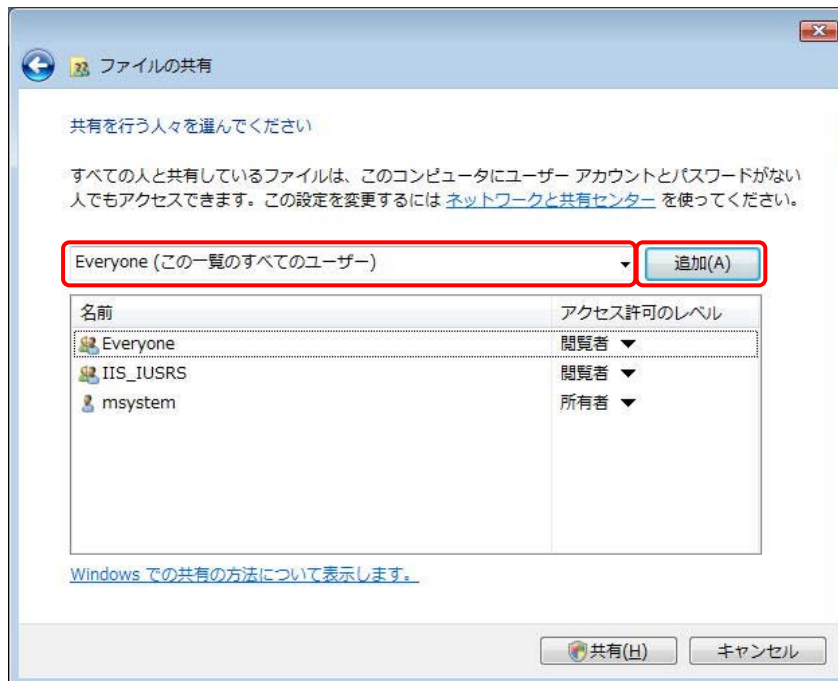 ファイルの共有
共有を行う人々を選んでください
すべての人と共有しているファイルは、このコンピュータにユーザー アカウントとパスワードがない
人でもアクセスできます。この設定を変更するには ネットワークと共有センター を使ってください。
Everyone (この一覧のすべてのユーザー) 追加(A)
名前 アクセス許可のレベル
Everyone 閲覧者
IIS_IUSRS 閲覧者
msystem 所有者
Windows での共有の方法について表示します。
共有(H) キャンセル